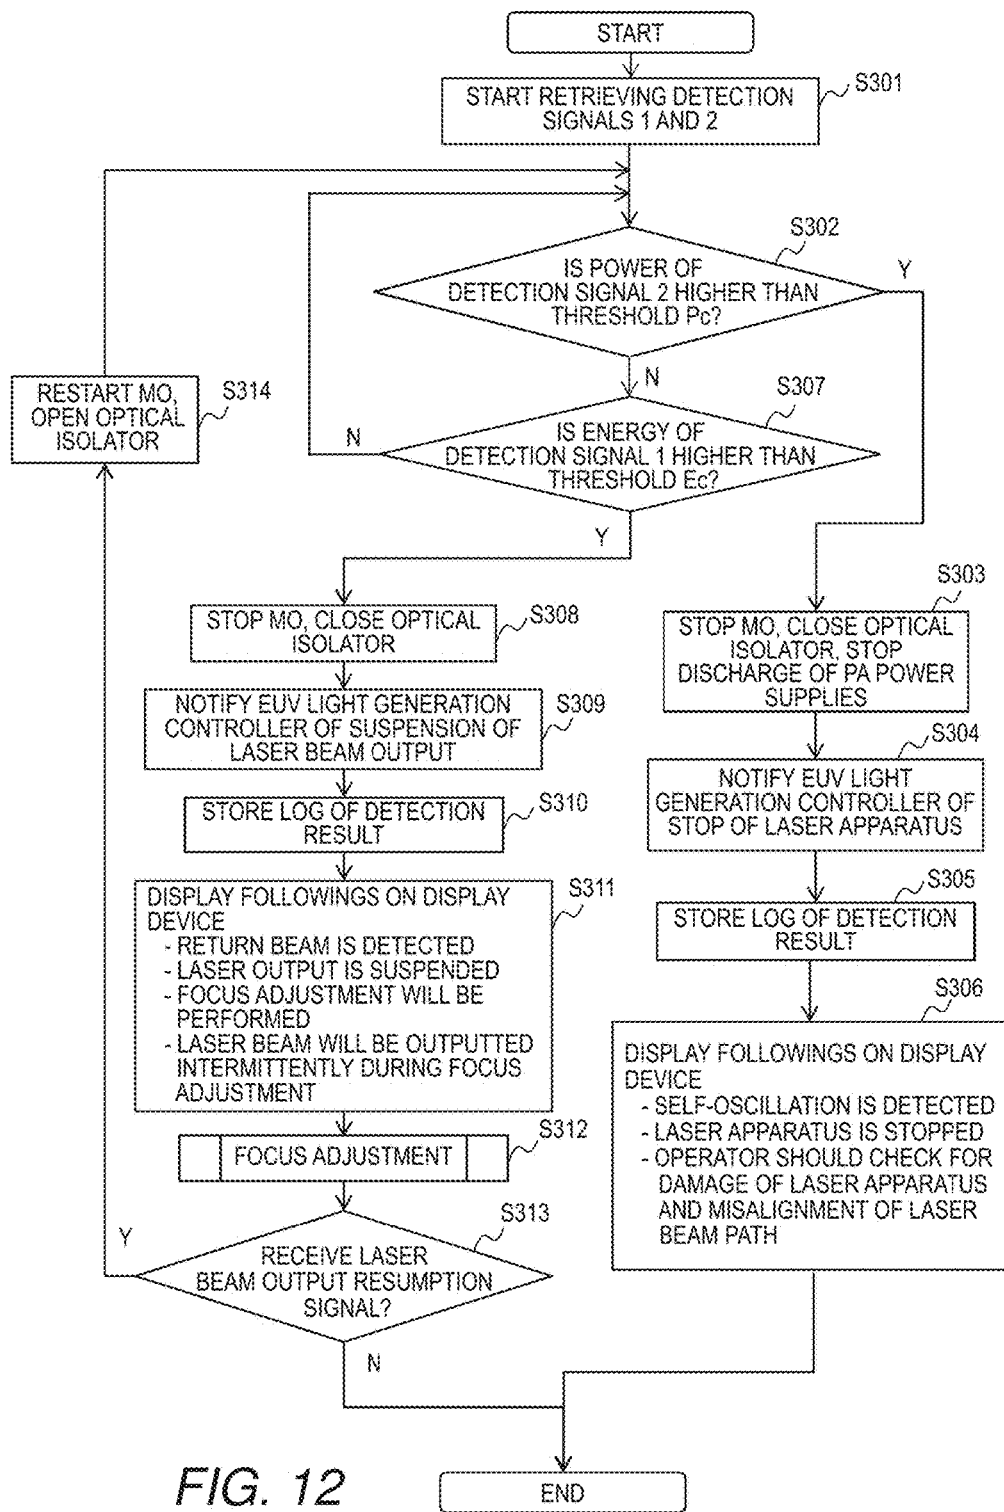 START
START RETRIEVING DETECTION
SIGNALS 1 AND 2
S301
IS POWER OF
DETECTION SIGNAL 2 HIGHER THAN
THRESHOLD Pc?
S302
Y
N
RESTART MO,
OPEN OPTICAL
ISOLATOR
S314
IS ENERGY OF
DETECTION SIGNAL 1 HIGHER THAN
THRESHOLD Ec?
S307
N
Y
STOP MO, CLOSE OPTICAL
ISOLATOR
S308
NOTIFY EUV LIGHT GENERATION
CONTROLLER OF SUSPENSION OF
LASER BEAM OUTPUT
S309
STORE LOG OF DETECTION
RESULT
S310
DISPLAY FOLLOWINGS ON DISPLAY
DEVICE
- RETURN BEAM IS DETECTED
- LASER OUTPUT IS SUSPENDED
- FOCUS ADJUSTMENT WILL BE
PERFORMED
- LASER BEAM WILL BE OUTPUTTED
INTERMITTENTLY DURING FOCUS
ADJUSTMENT
S311
FOCUS ADJUSTMENT
S312
RECEIVE LASER
BEAM OUTPUT RESUMPTION
SIGNAL?
S313
Y
N
STOP MO, CLOSE OPTICAL
ISOLATOR, STOP
DISCHARGE OF PA POWER
SUPPLIES
S303
NOTIFY EUV LIGHT
GENERATION CONTROLLER OF
STOP OF LASER APPARATUS
S304
STORE LOG OF DETECTION
RESULT
S305
DISPLAY FOLLOWINGS ON DISPLAY
DEVICE
- SELF-OSCILLATION IS DETECTED
- LASER APPARATUS IS STOPPED
- OPERATOR SHOULD CHECK FOR
DAMAGE OF LASER APPARATUS
AND MISALIGNMENT OF LASER
BEAM PATH
S306
END
FIG. 12